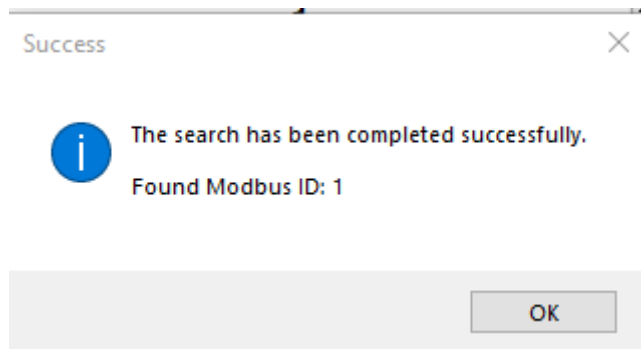 Success
The search has been completed successfully.
Found Modbus ID: 1
OK